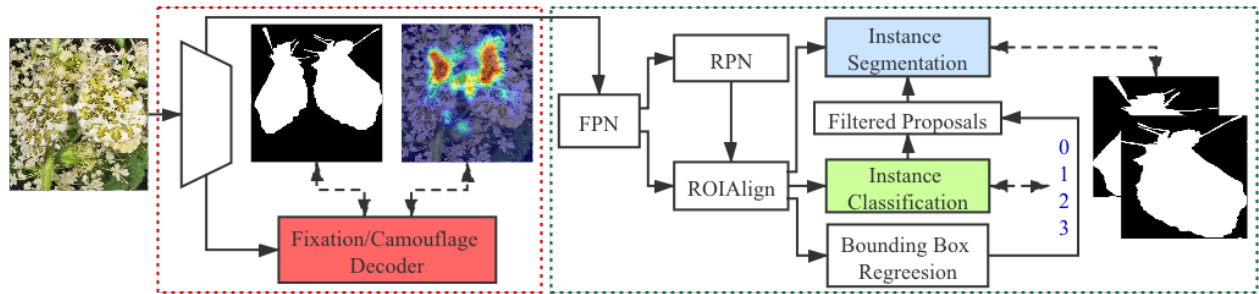 Fixation/Camouflage
Decoder
FPN
RPN
ROIAlign
Instance
Segmentation
Filtered Proposals
Instance
Classification
Bounding Box
Regreesion
0
1
2
3